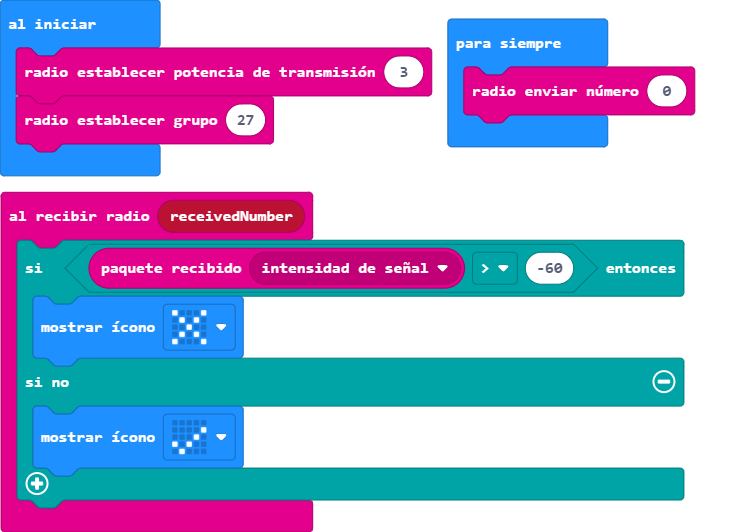 al iniciar
radio establecer potencia de transmisión 3
radio establecer grupo 27
para siempre
radio enviar número 0
al recibir radio receivedNumber
si paquete recibido intensidad de señal > -60 entonces
mostrar ícono
si no
mostrar ícono